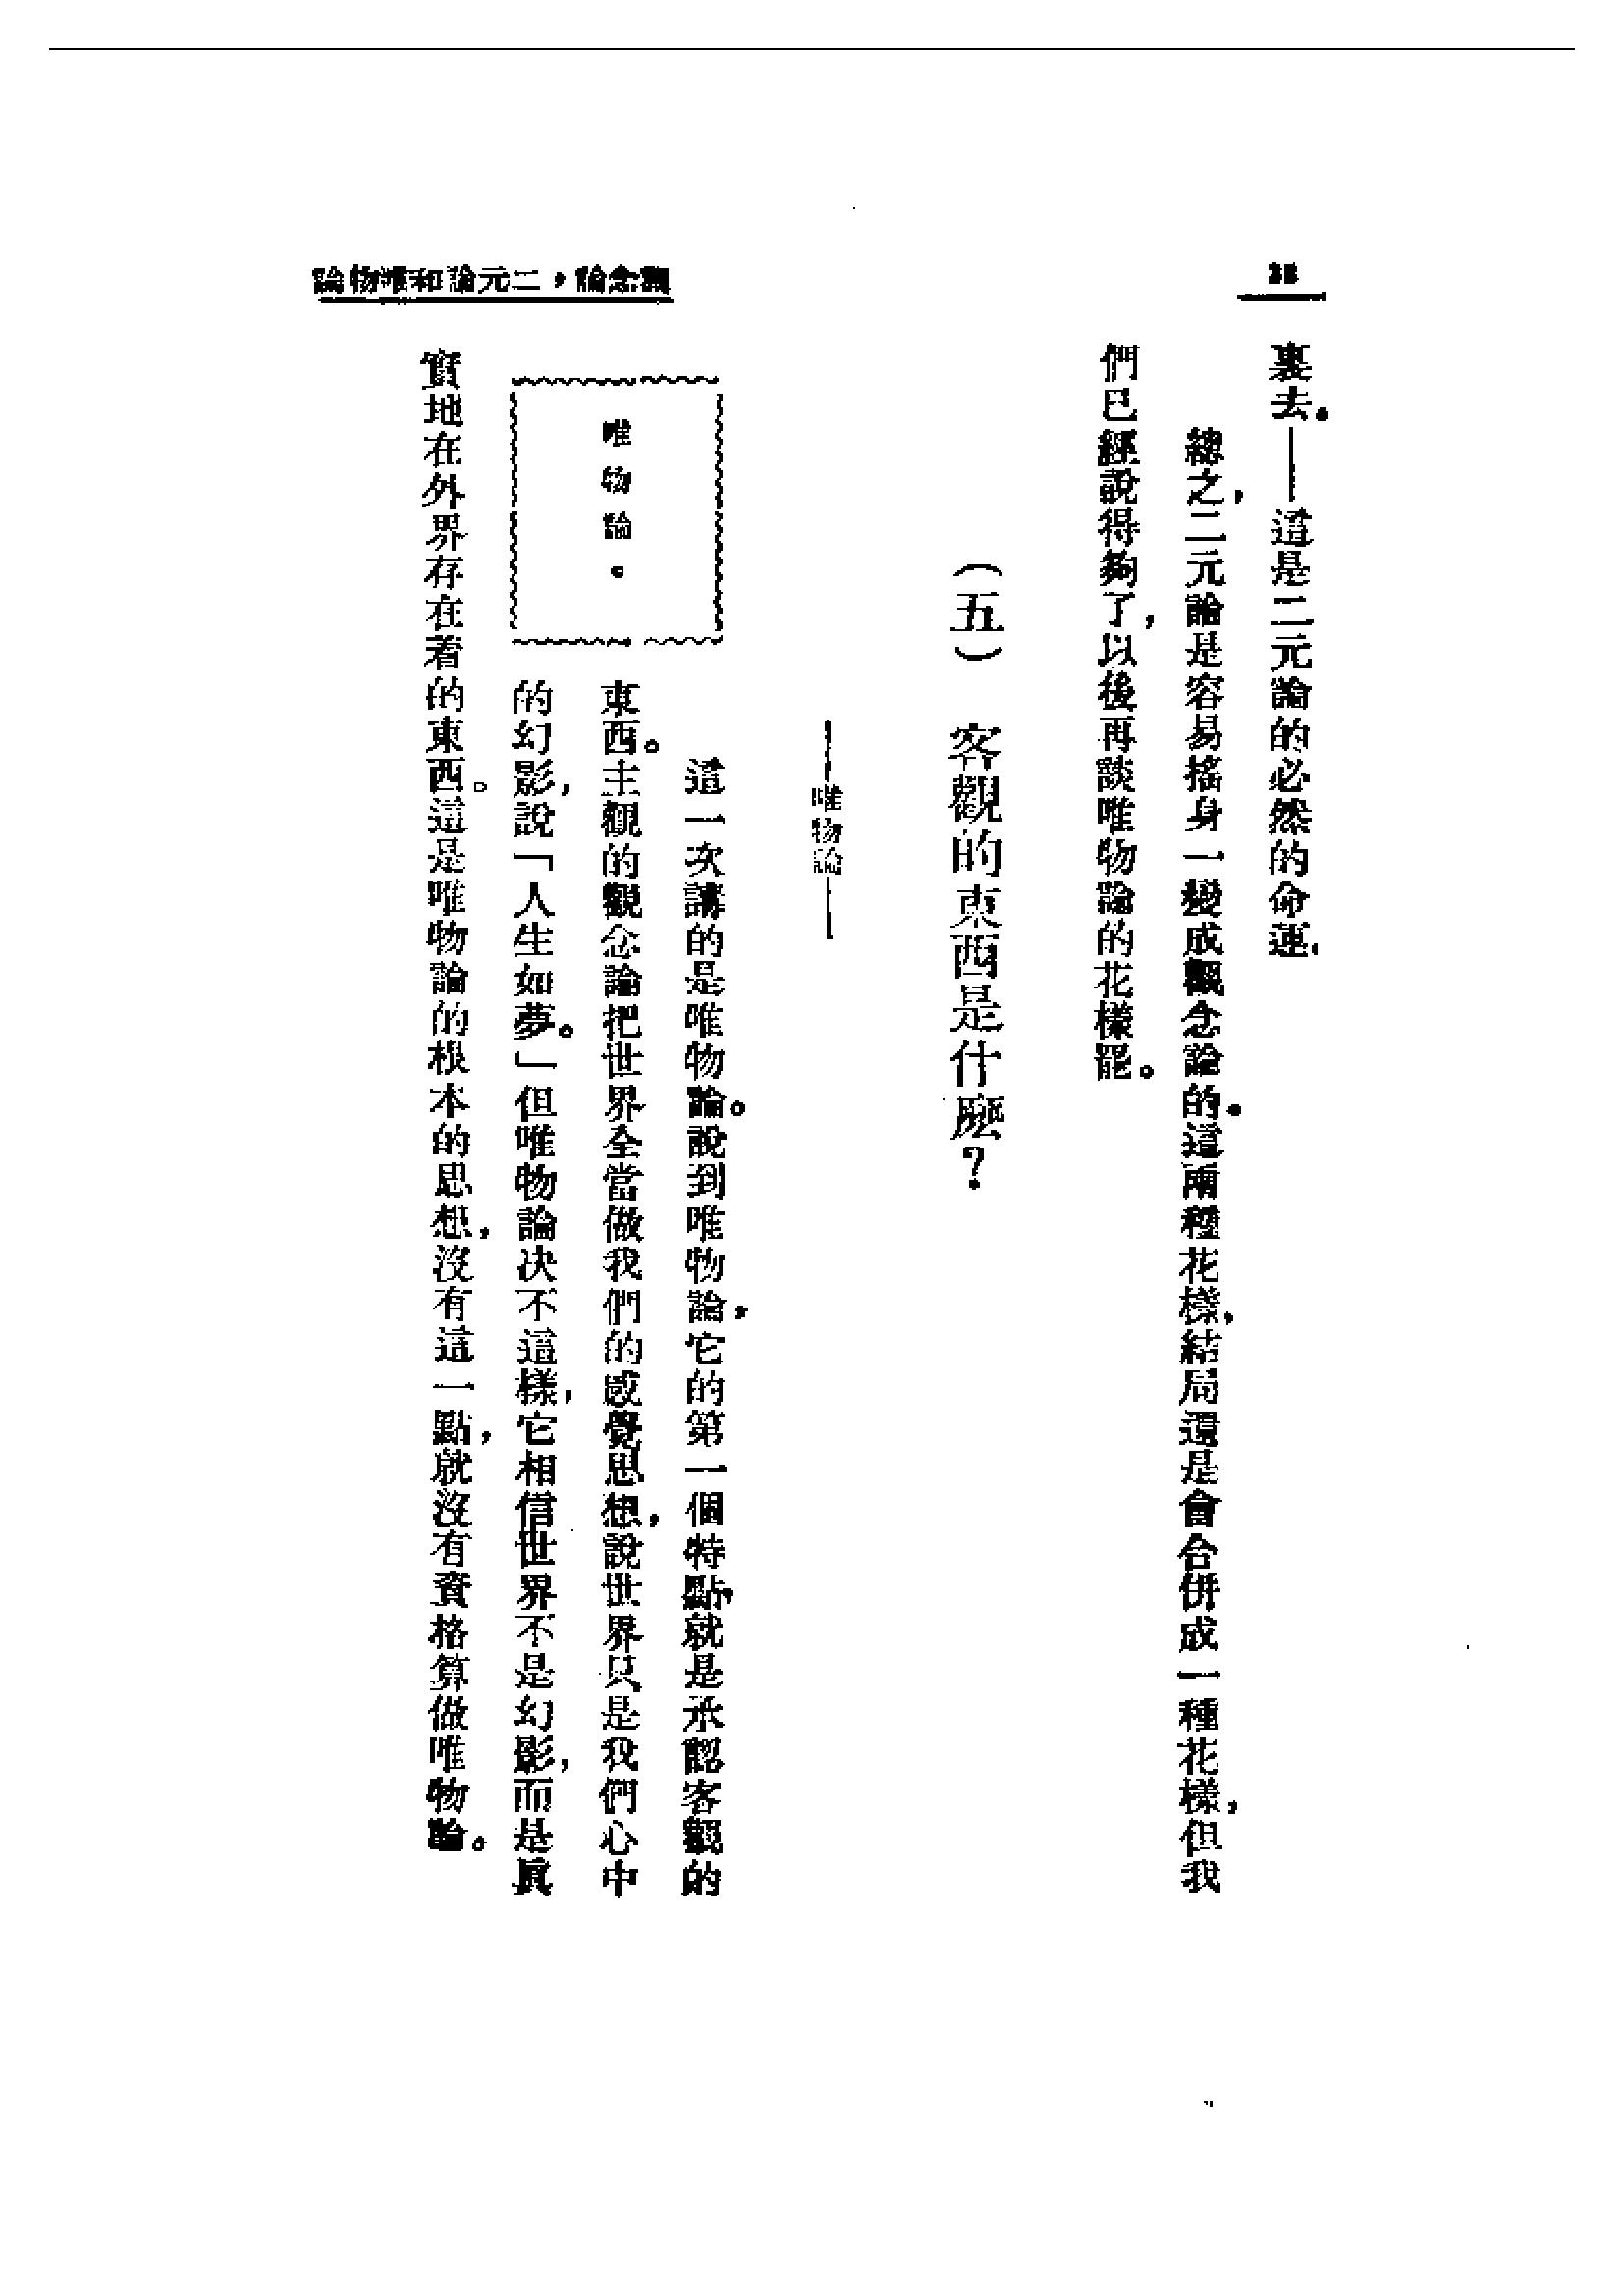 觀念論，二元論和唯物論
裏去。——這是二元論的必然的命運。
總之，二元論是容易搖身一變成觀念論的。這兩種花樣，結局還是會合併成一種花樣，但我
們已經說得夠了，以後再談唯物論的花樣罷。
（五）　客觀的東西是什麽？
——唯物論——
唯物論。
這一次講的是唯物論。說到唯物論，它的第一個特點，就是承認客觀的
東西。主觀的觀念論把世界全當做我們的感覺思想，說世界只是我們心中
的幻影，說「人生如夢。」但唯物論决不這樣，它相信世界不是幻影，而是眞
實地在外界存在着的東西。這是唯物論的根本的思想，沒有這一點，就沒有資格算做唯物論。